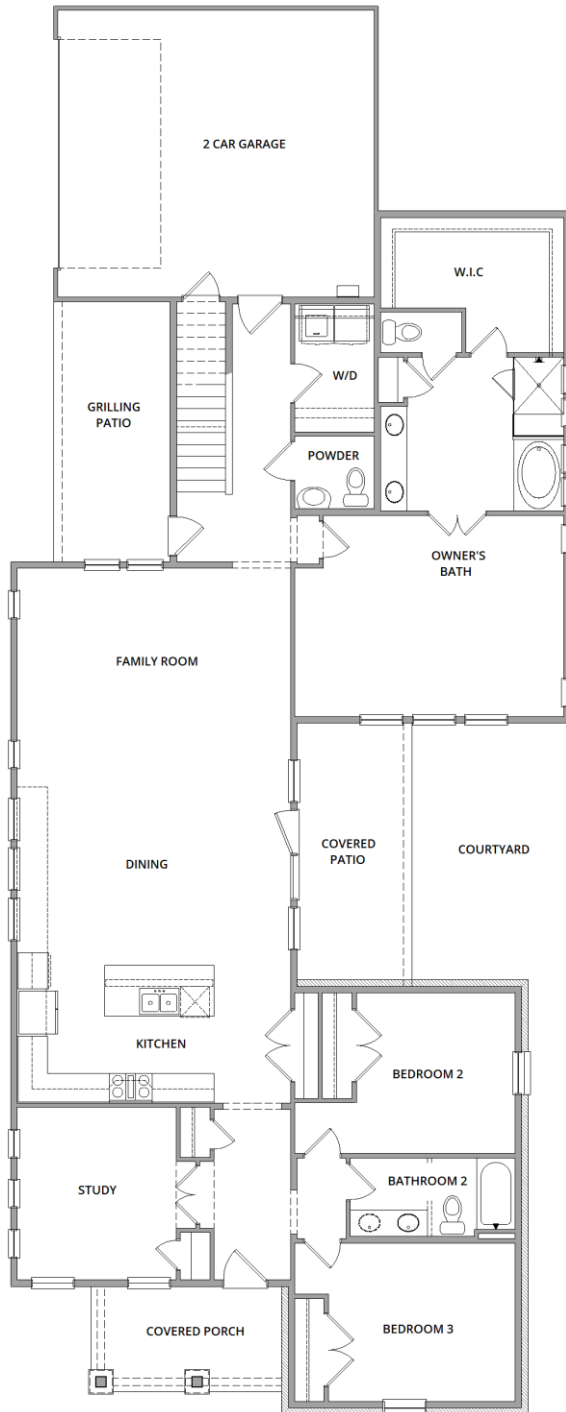 2 CAR GARAGE
W.I.C
W/D
GRILLING
PATIO
POWDER
OWNER'S
BATH
FAMILY ROOM
COVERED
PATIO
COURTYARD
DINING
KITCHEN
BEDROOM 2
STUDY
BATHROOM 2
COVERED PORCH
BEDROOM 3